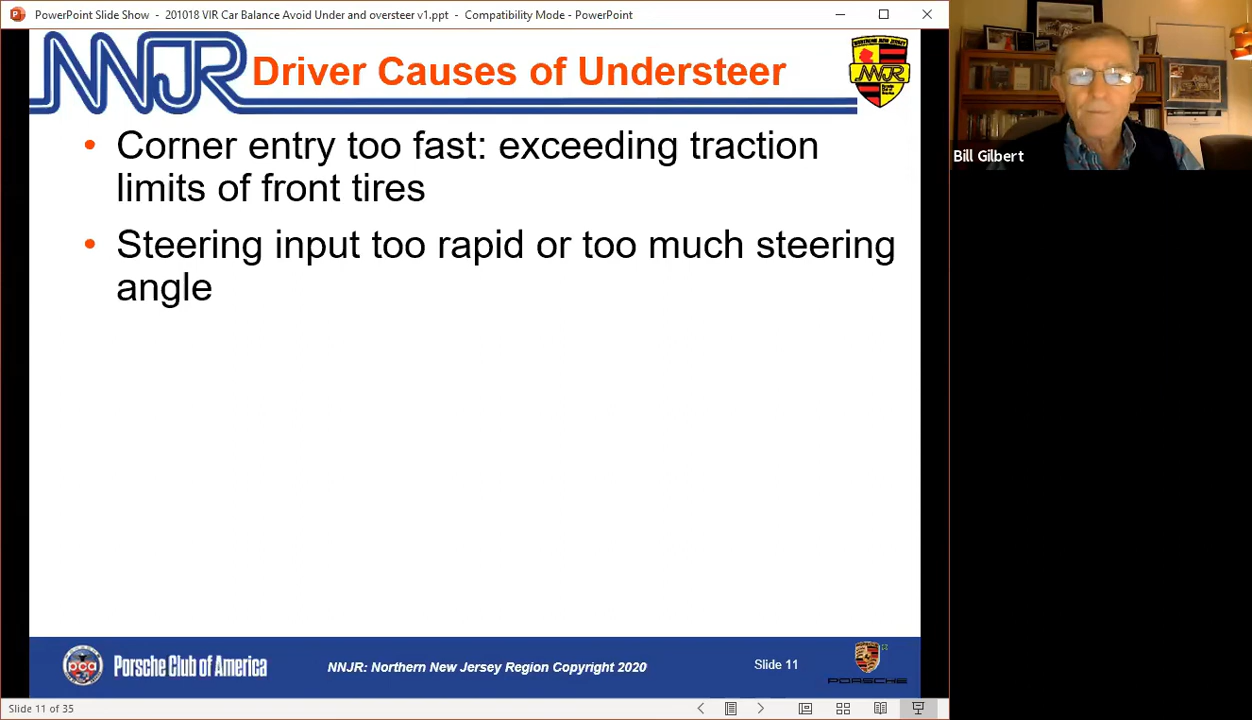 PowerPoint Slide Show - 201018 VIR Car Balance Avoid Under and oversteer v1.ppt - Compatibility Mode - PowerPoint
NNJR
Driver Causes of Understeer
NNJR
• Corner entry too fast: exceeding traction
limits of front tires
• Steering input too rapid or too much steering
angle
Bill Gilbert
pca
Porsche Club of America
NNJR: Northern New Jersey Region Copyright 2020
Slide 11
PORSCHE
Slide 11 of 35